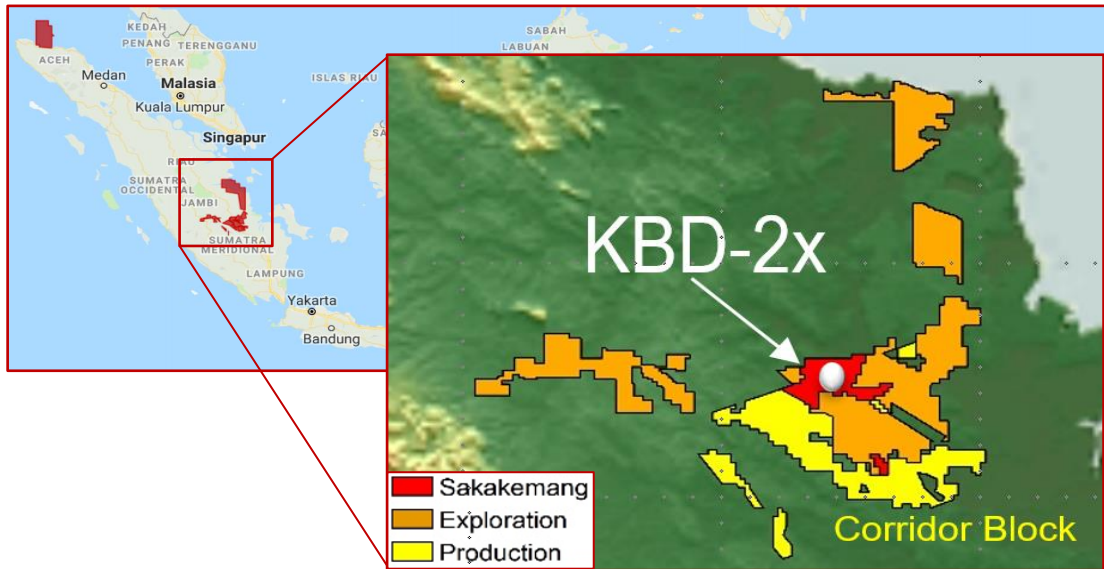 KEDAH
PENANG
TERENGGANU
PERAK
ACEH
Medan
Malasia
Kuala Lumpur
Singapur
RIAU
SUMATRA
OCCIDENTAL
JAMBI
SUMATRA
MERIDIONAL
LAMPUNG
Yakarta
Bandung
ISLAS RIAU
SABAH
LABUAN
KBD-2x
Sakakemang
Exploration
Production
Corridor Block